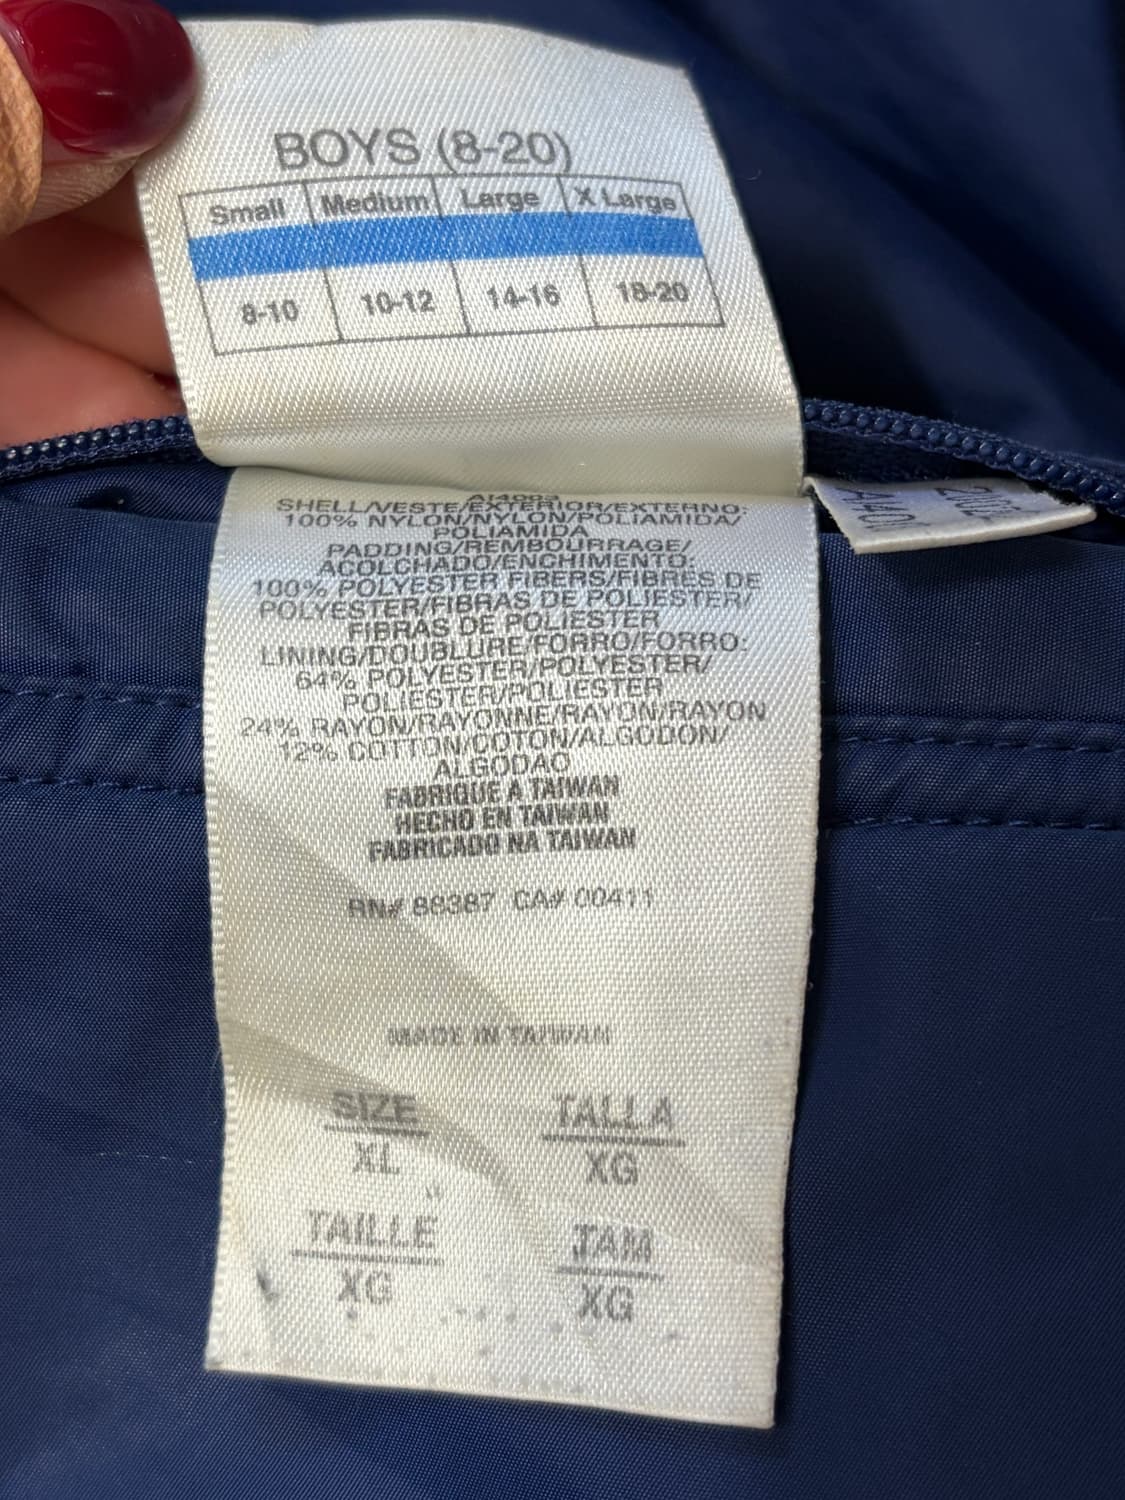 BOYS (8-20)
Small Medium Large X Large
8-10 10-12 14-16 18-20
AI4003
SHELL/VESTE/EXTERIOR/EXTERNO:
100% NYLON/NYLON/POLIAMIDA/
POLIAMIDA
PADDING/REMBOURRAGE/
ACOLCHADO/ENCHIMENTO:
100% POLYESTER FIBERS/FIBRES DE
POLYESTER/FIBRAS DE POLIESTER/
FIBRAS DE POLIESTER
LINING/DOUBLURE/FORRO/FORRO:
64% POLYESTER/POLYESTER/
POLIESTER/POLIESTER
24% RAYON/RAYONNE/RAYON/RAYON
12% COTTON/COTON/ALGODON/
ALGODAO
FABRIQUE A TAIWAN
HECHO EN TAIWAN
FABRICADO NA TAIWAN
RN# 88387 CA# 00411
MADE IN TAIWAN
SIZE TALLA
XL XG
TAILLE TAM
XG XG